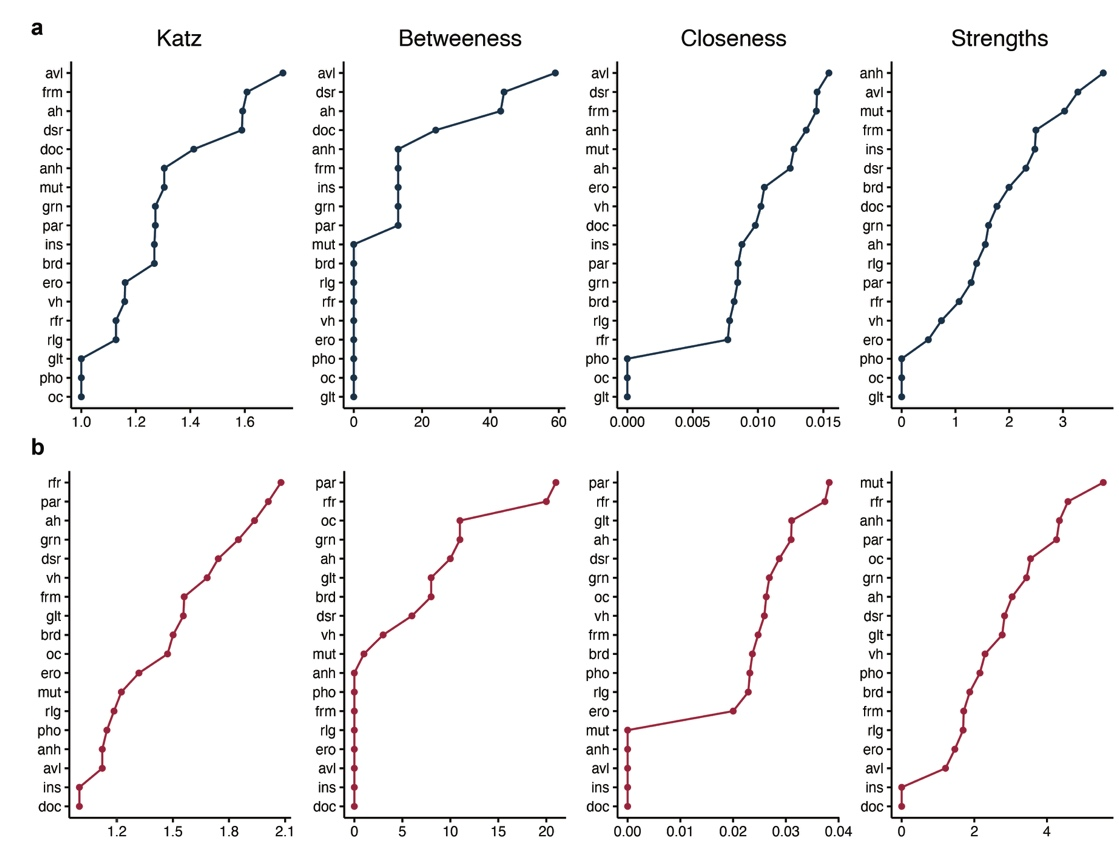 a
Katz Betweeness Closeness Strengths
avl avl avl anh
frm dsr dsr avl
ah ah frm mut
dsr doc anh frm
doc anh mut ins
anh frm ah dsr
mut ins ero brd
grn grn vh doc
par par doc grn
ins mut ins ah
brd brd par rlg
ero rlg grn par
vh rfr brd rfr
rfr vh rlg vh
rlg ero rfr ero
glt pho pho pho
pho oc oc oc
oc glt glt glt
1.0 1.2 1.4 1.6 0 20 40 60 0.000 0.005 0.010 0.015 0 1 2 3
b
rfr par par mut
par rfr rfr rfr
ah oc glt anh
grn grn ah par
dsr ah dsr oc
vh glt grn grn
frm brd oc ah
glt dsr vh dsr
brd vh frm glt
oc mut brd vh
ero anh pho pho
mut pho rlg brd
rlg frm ero frm
pho rlg mut rlg
anh ero anh ero
avl avl avl avl
ins ins ins ins
doc doc doc doc
1.2 1.5 1.8 2.1 0 5 10 15 20 0.00 0.01 0.02 0.03 0.04 0 2 4